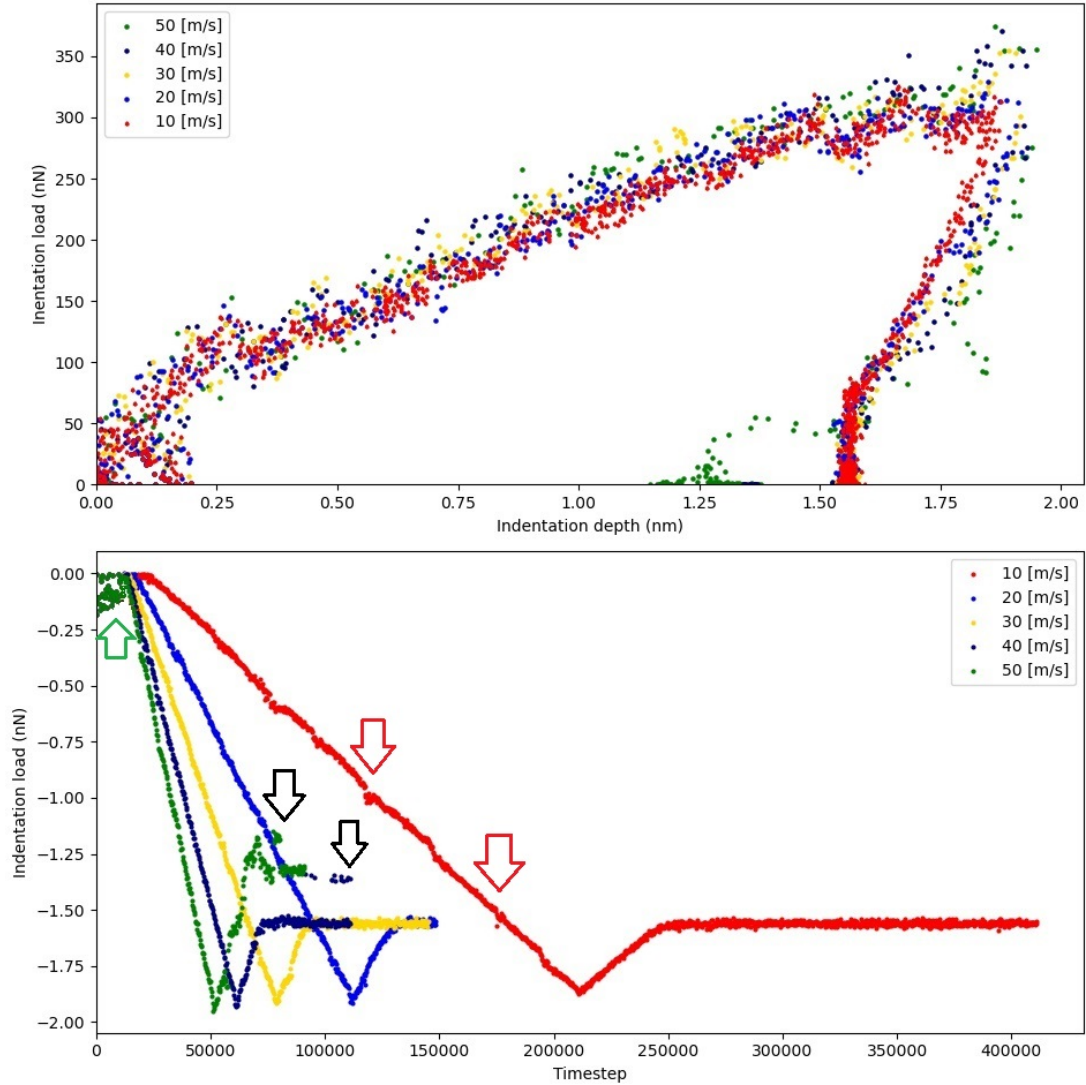 50 [m/s]
40 [m/s]
30 [m/s]
20 [m/s]
10 [m/s]
350
300
250
200
150
100
50
0
Inentation load (nN)
0.00 0.25 0.50 0.75 1.00 1.25 1.50 1.75 2.00
Indentation depth (nm)
10 [m/s]
20 [m/s]
30 [m/s]
40 [m/s]
50 [m/s]
0.00
−0.25
−0.50
−0.75
−1.00
−1.25
−1.50
−1.75
−2.00
Indentation load (nN)
0 50000 100000 150000 200000 250000 300000 350000 400000
Timestep